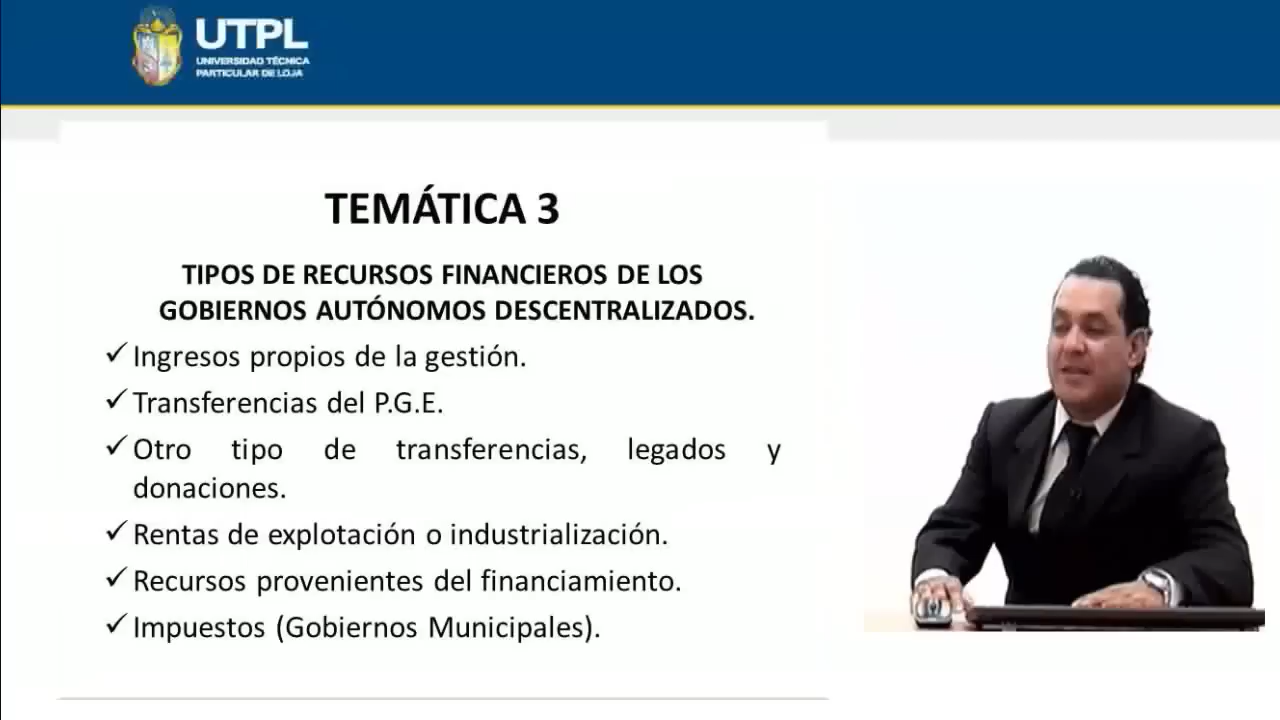 UTPL
UNIVERSIDAD TÉCNICA
PARTICULAR DE LOJA
TEMÁTICA 3
TIPOS DE RECURSOS FINANCIEROS DE LOS
GOBIERNOS AUTÓNOMOS DESCENTRALIZADOS.
✓ Ingresos propios de la gestión.
✓ Transferencias del P.G.E.
✓ Otro tipo de transferencias, legados y
donaciones.
✓ Rentas de explotación o industrialización.
✓ Recursos provenientes del financiamiento.
✓ Impuestos (Gobiernos Municipales).